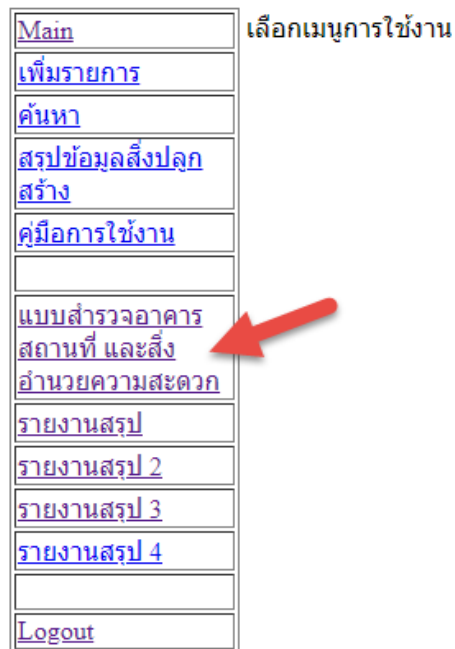 Main
เลือกเมนูการใช้งาน
เพิ่มรายการ
ค้นหา
สรุปข้อมูลสิ่งปลูก
สร้าง
คู่มือการใช้งาน
แบบสำรวจอาคาร
สถานที่ และสิ่ง
อำนวยความสะดวก
รายงานสรุป
รายงานสรุป 2
รายงานสรุป 3
รายงานสรุป 4
Logout